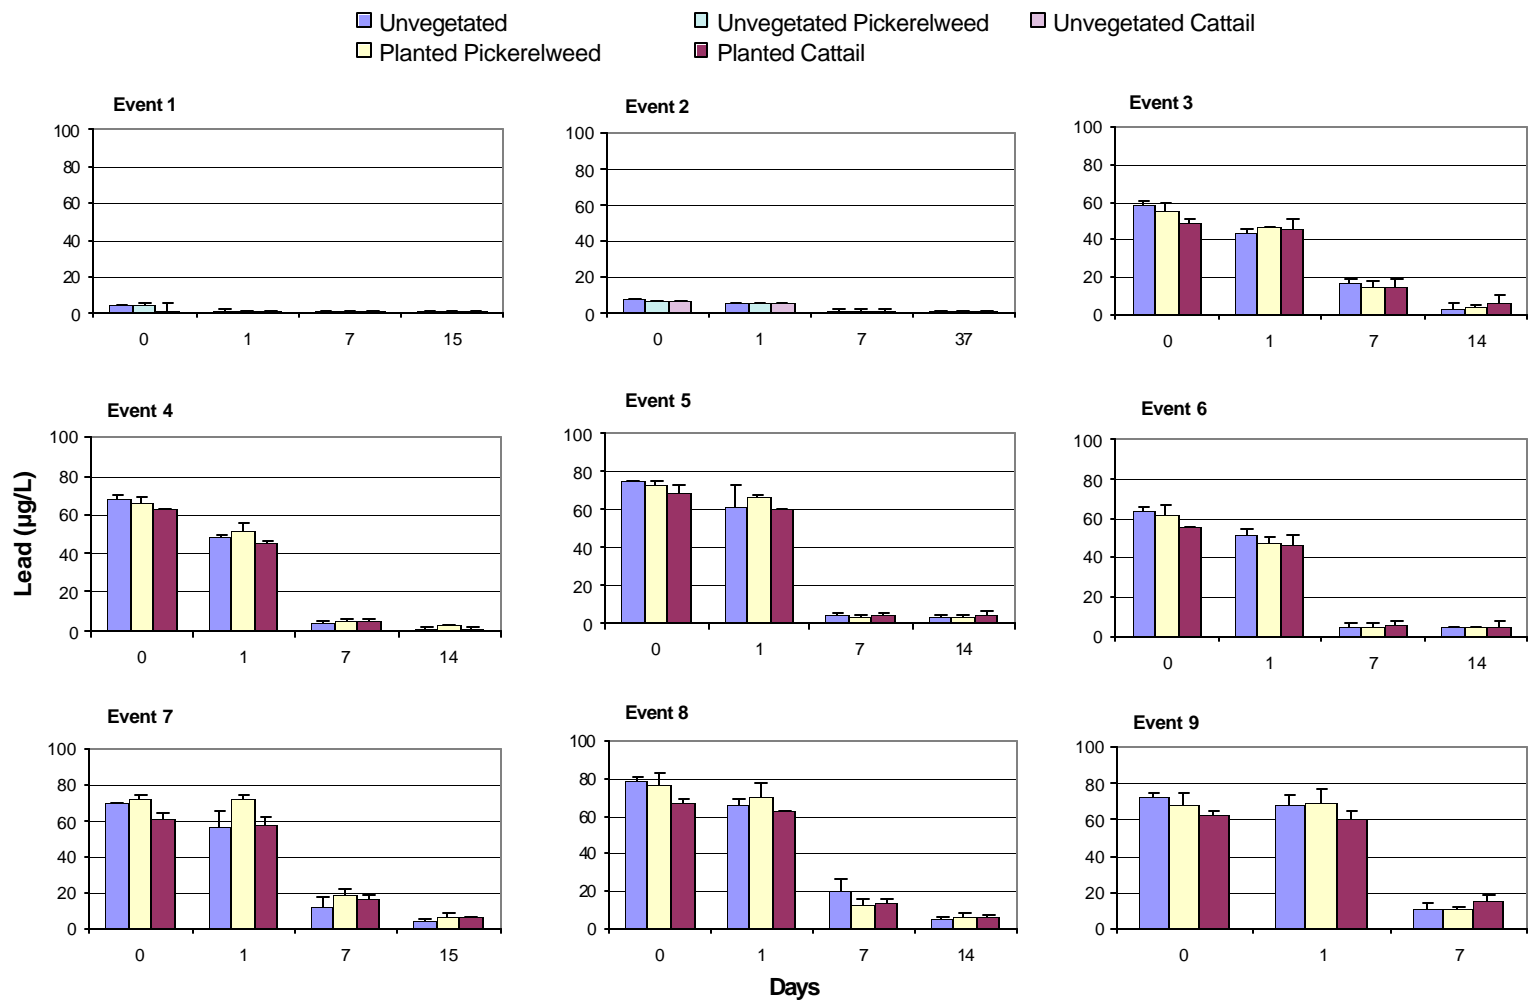 Unvegetated Unvegetated Pickerelweed Unvegetated Cattail
Planted Pickerelweed Planted Cattail
Event 1
100
80
60
40
20
0
0 1 7 15
Event 2
100
80
60
40
20
0
0 1 7 37
Event 3
100
80
60
40
20
0
0 1 7 14
Lead (µg/L)
Event 4
100
80
60
40
20
0
0 1 7 14
Event 5
100
80
60
40
20
0
0 1 7 14
Event 6
100
80
60
40
20
0
0 1 7 14
Event 7
100
80
60
40
20
0
0 1 7 15
Event 8
100
80
60
40
20
0
0 1 7 14
Event 9
100
80
60
40
20
0
0 1 7
Days